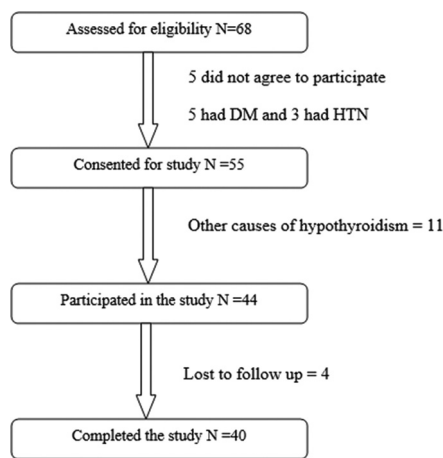 Assessed for eligibility N=68
5 did not agree to participate
5 had DM and 3 had HTN
Consented for study N =55
Other causes of hypothyroidism = 11
Participated in the study N =44
Lost to follow up = 4
Completed the study N =40